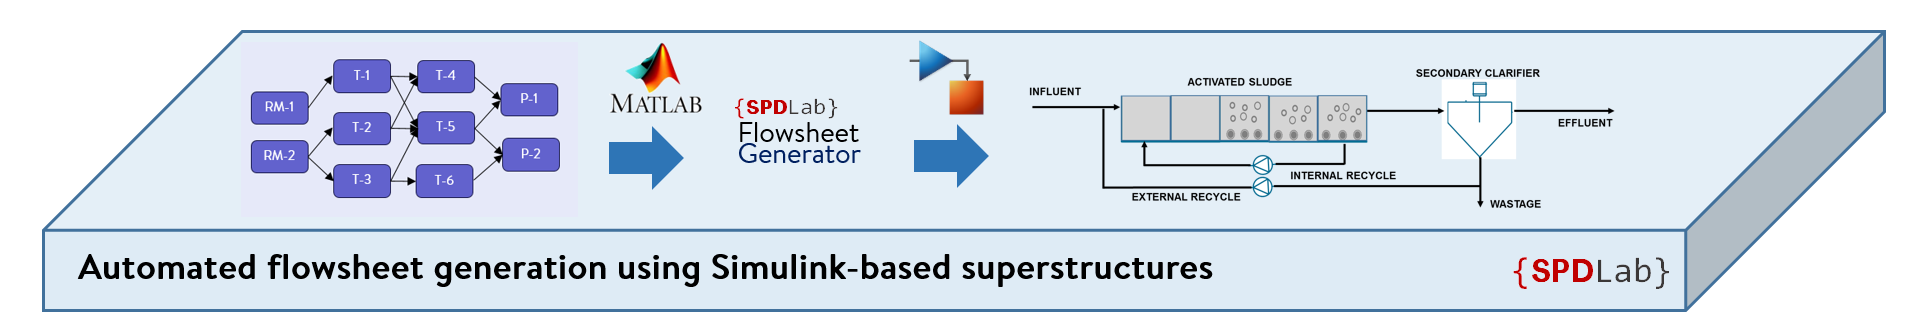 RM-1
RM-2
T-1
T-2
T-3
T-4
T-5
T-6
P-1
P-2
MATLAB
{SPDLab}
Flowsheet
Generator
INFLUENT
ACTIVATED SLUDGE
SECONDARY CLARIFIER
EFFLUENT
INTERNAL RECYCLE
EXTERNAL RECYCLE
WASTAGE
Automated flowsheet generation using Simulink-based superstructures
{SPDLab}